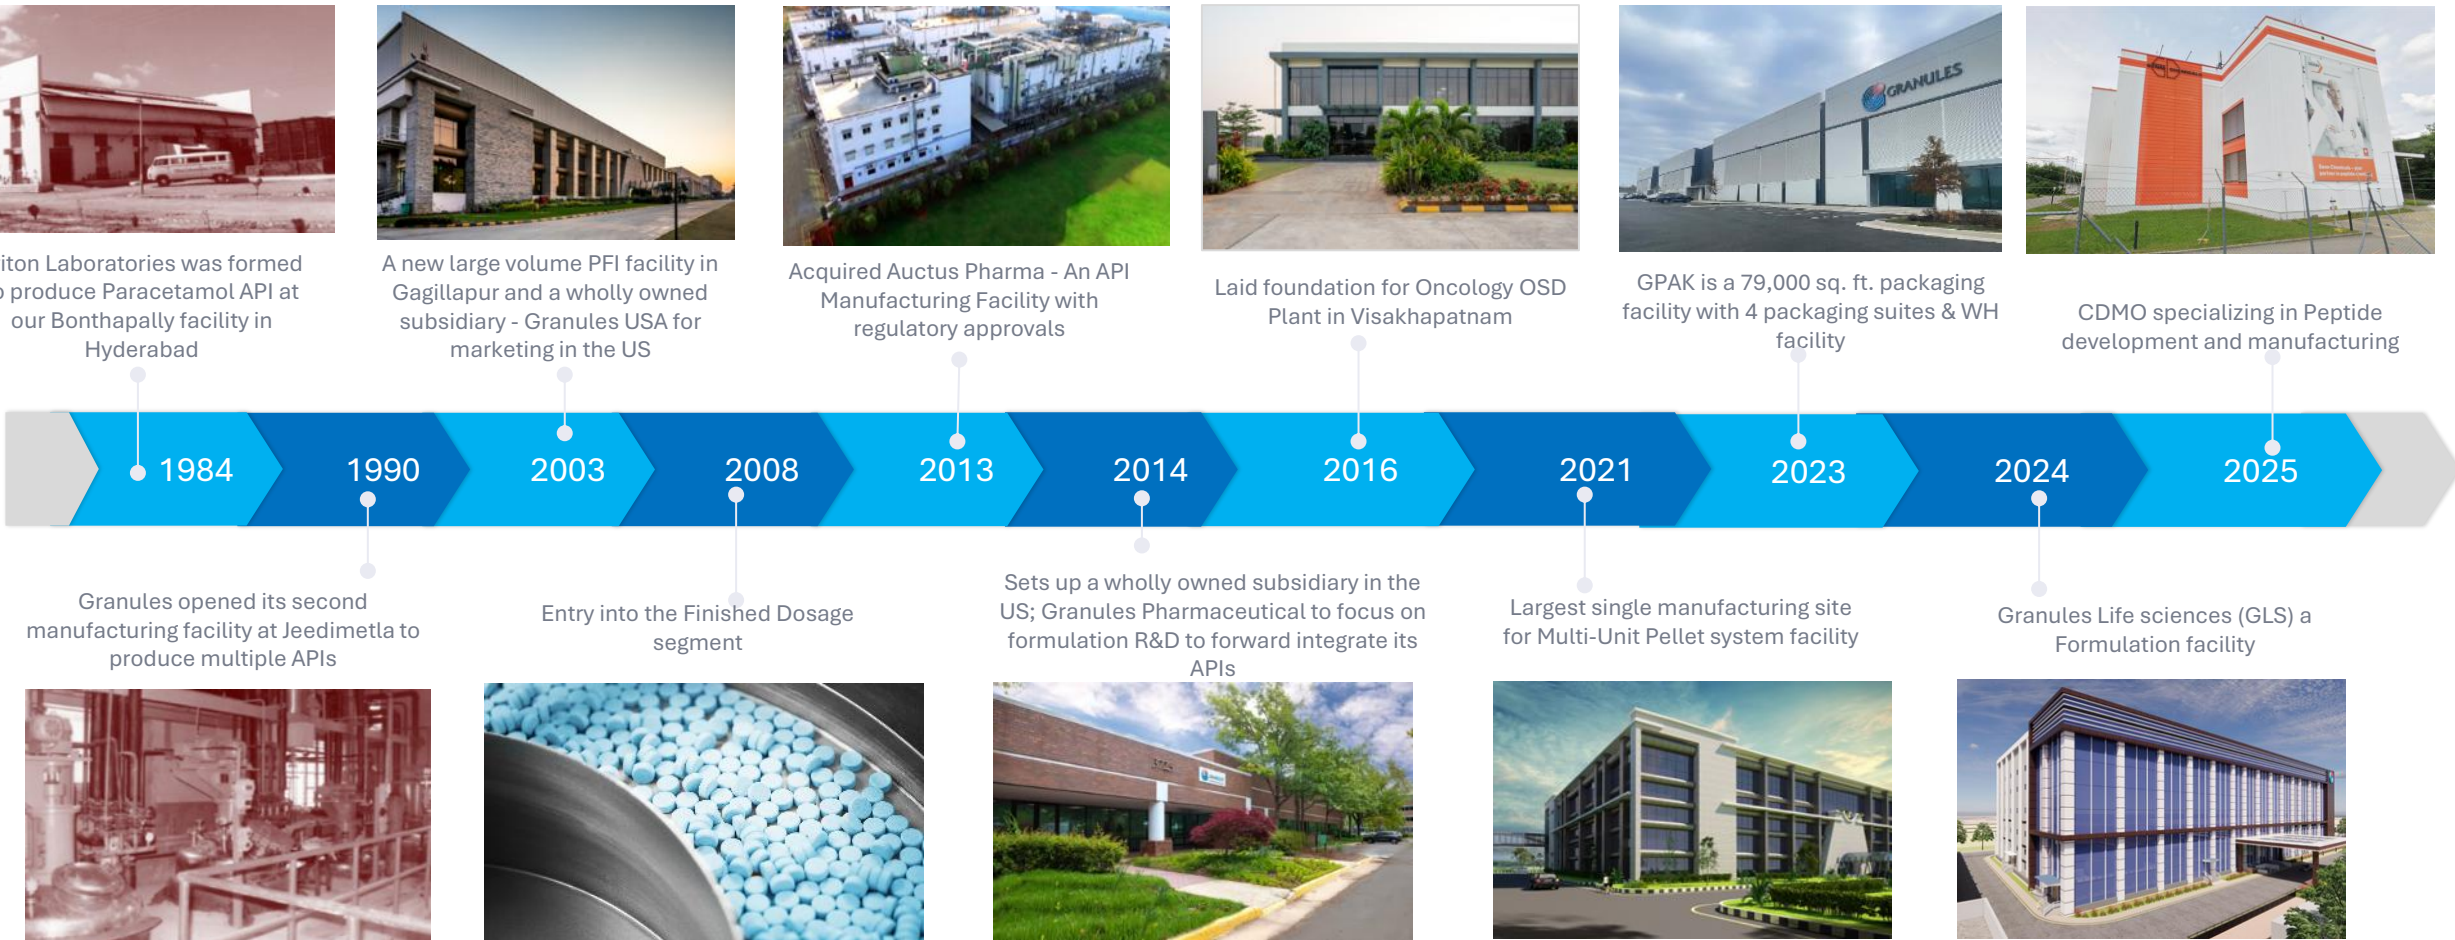 GRANULES
iton Laboratories was formed
produce Paracetamol API at
our Bonthapally facility in
Hyderabad
A new large volume PFI facility in
Gagillapur and a wholly owned
subsidiary - Granules USA for
marketing in the US
Acquired Auctus Pharma - An API
Manufacturing Facility with
regulatory approvals
Laid foundation for Oncology OSD
Plant in Visakhapatnam
GPAK is a 79,000 sq. ft. packaging
facility with 4 packaging suites & WH
facility
CDMO specializing in Peptide
development and manufacturing
1984 1990 2003 2008 2013 2014 2016 2021 2023 2024 2025
Granules opened its second
manufacturing facility at Jeedimetla to
produce multiple APIs
Entry into the Finished Dosage
segment
Sets up a wholly owned subsidiary in the
US; Granules Pharmaceutical to focus on
formulation R&D to forward integrate its
APIs
Largest single manufacturing site
for Multi-Unit Pellet system facility
Granules Life sciences (GLS) a
Formulation facility